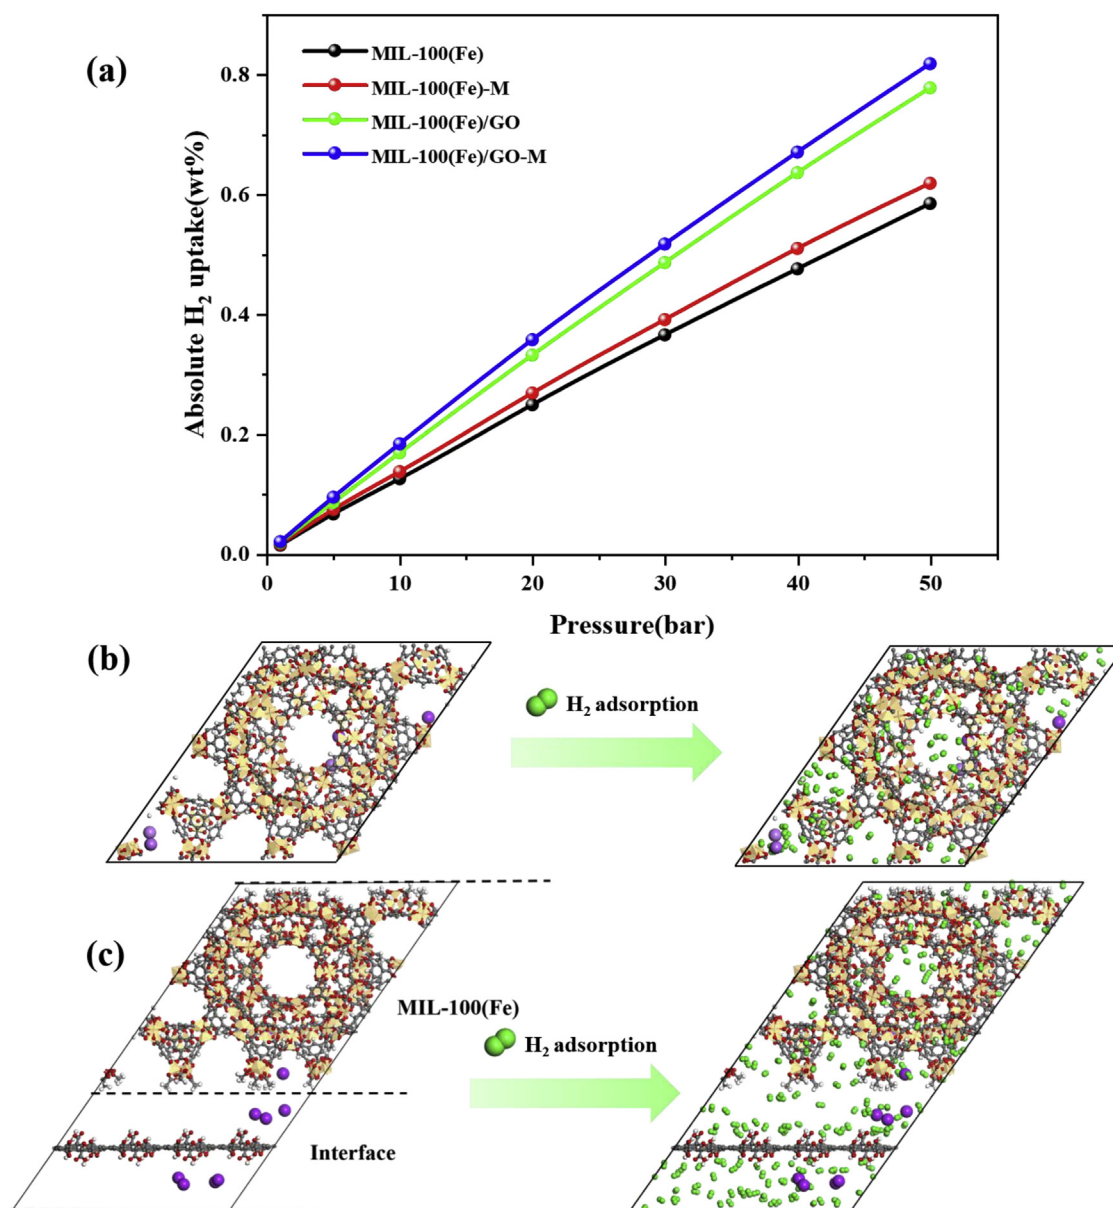 (a)
MIL-100(Fe)
MIL-100(Fe)-M
MIL-100(Fe)/GO
MIL-100(Fe)/GO-M
Absolute H₂ uptake(wt%)
0.8
0.6
0.4
0.2
0.0
0 10 20 30 40 50
Pressure(bar)
(b)
H₂ adsorption
(c)
MIL-100(Fe)
H₂ adsorption
Interface